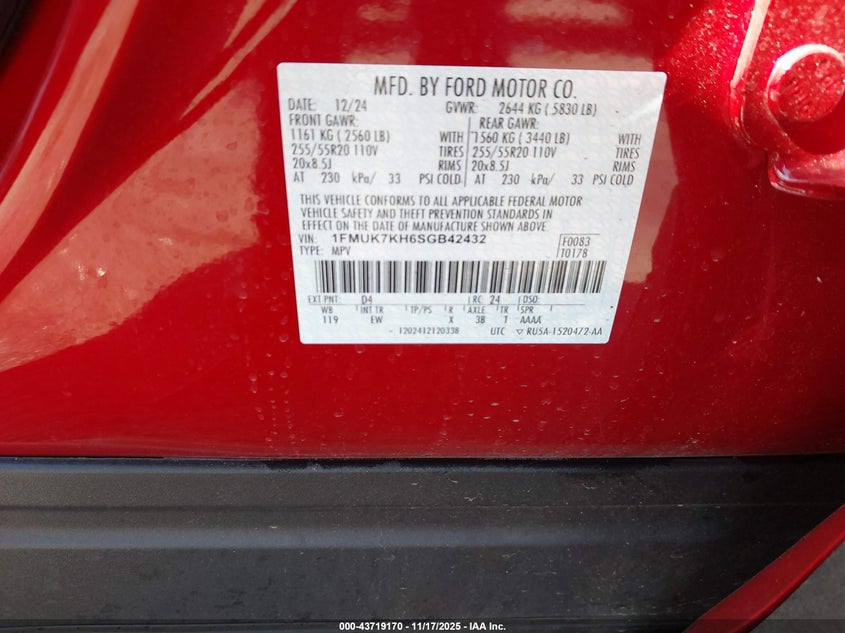 MFD. BY FORD MOTOR CO.
DATE: 12/24 GVWR: 2644 KG ( 5830 LB)
FRONT GAWR: REAR GAWR:
1161 KG ( 2560 LB) WITH 1560 KG ( 3440 LB) WITH
255/55R20 110V TIRES 255/55R20 110V TIRES
20x8.5J RIMS 20x8.5J RIMS
AT 230 kPa/ 33 PSI COLD AT 230 kPa/ 33 PSI COLD
THIS VEHICLE CONFORMS TO ALL APPLICABLE FEDERAL MOTOR
VEHICLE SAFETY AND THEFT PREVENTION STANDARDS IN
EFFECT ON THE DATE OF MANUFACTURE SHOWN ABOVE.
VIN: 1FMUK7KH6SGB42432 F0083
TYPE: MPV T0178
EXT PNT: D4 RC: 24 DSO:
WB INT TR TP/PS R AXLE TR SPR
119 EW X 3B T AAAA
1202412120338 UTC ▽ RU5A-1520472-AA
000-43719170 — 11/17/2025 — IAA Inc.